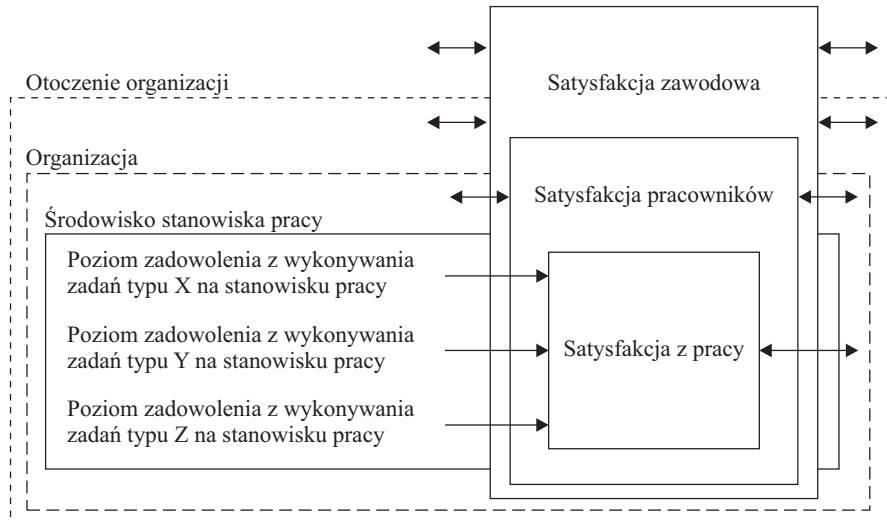 Satysfakcja zawodowa
Otoczenie organizacji
Organizacja
Satysfakcja pracowników
Środowisko stanowiska pracy
Poziom zadowolenia z wykonywania
zadań typu X na stanowisku pracy
Poziom zadowolenia z wykonywania
zadań typu Y na stanowisku pracy
Satysfakcja z pracy
Poziom zadowolenia z wykonywania
zadań typu Z na stanowisku pracy